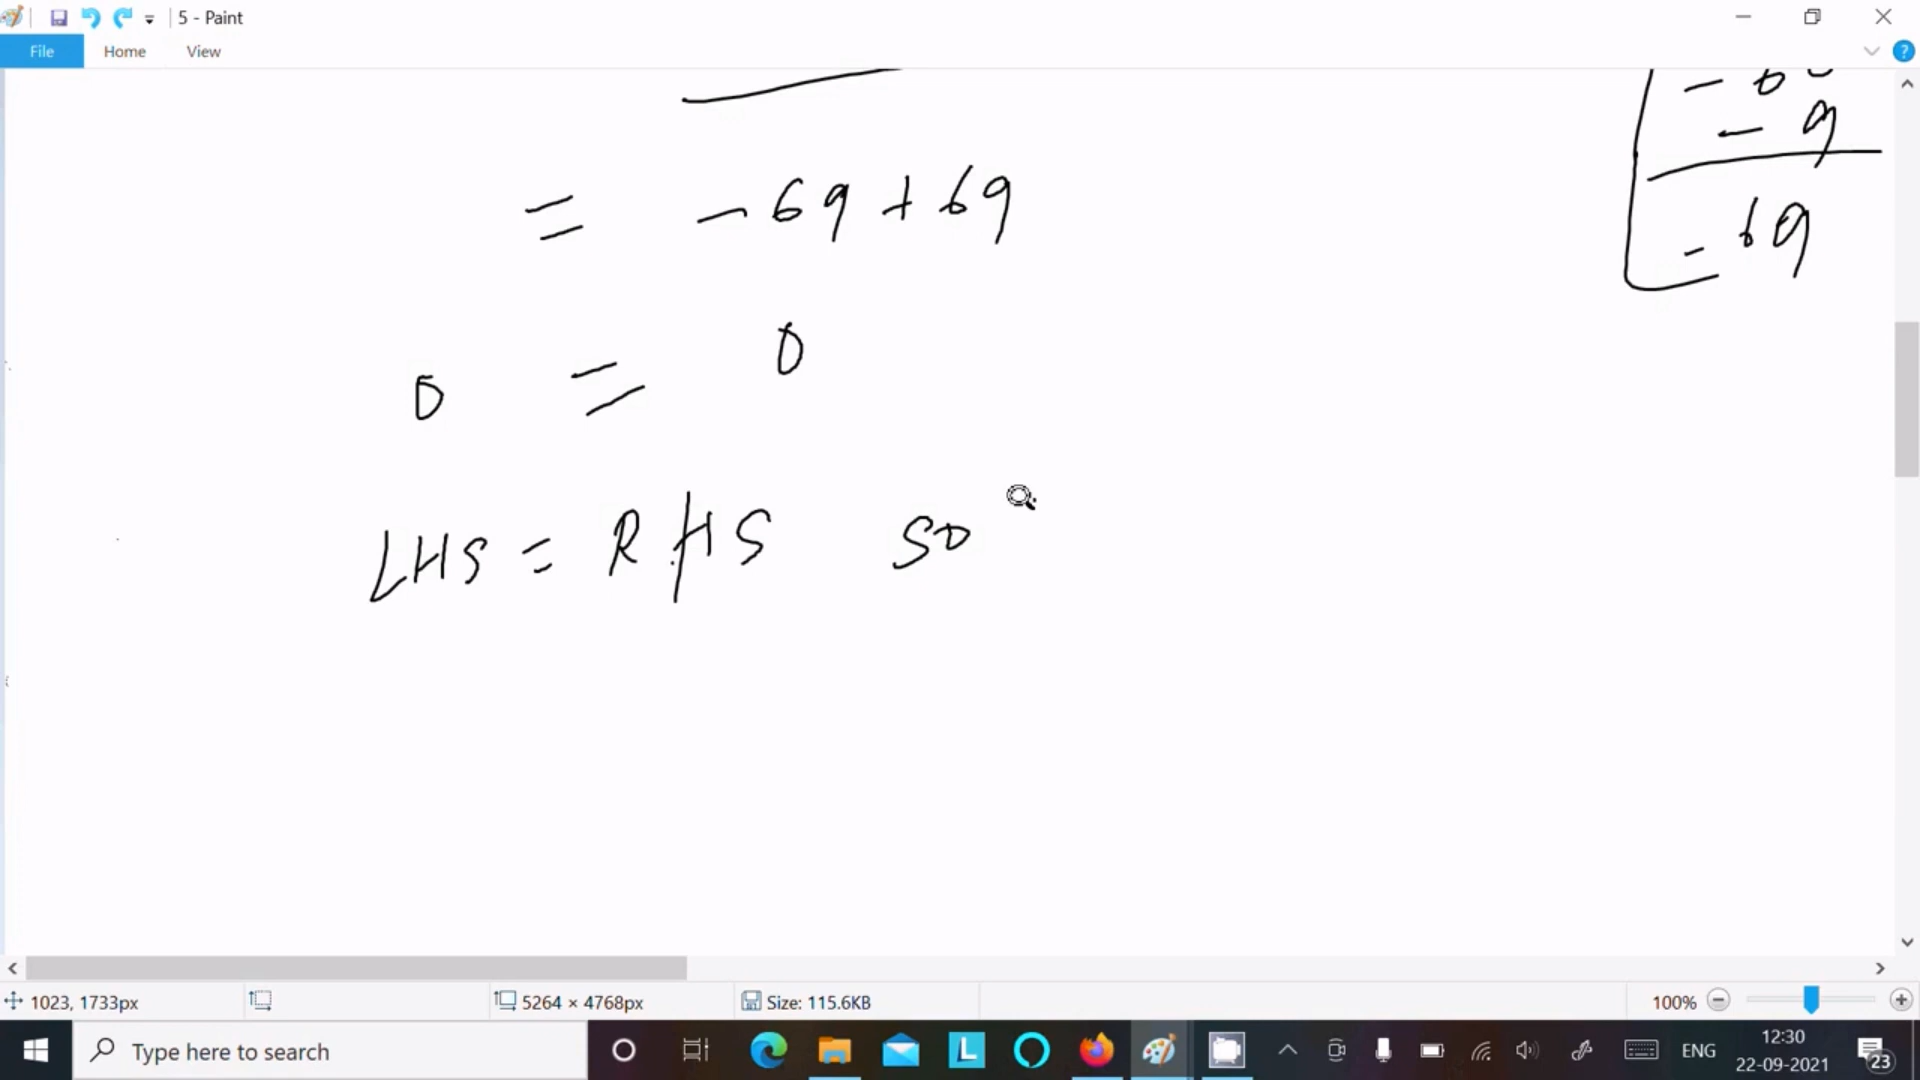 5 - Paint
File Home View
- 9
= - 69 + 69
= 69
0 = 0
LHS = RHS so
1023, 1733px 5264 × 4768px Size: 115.6KB 100%
Type here to search L ENG 12:30
22-09-2021 23